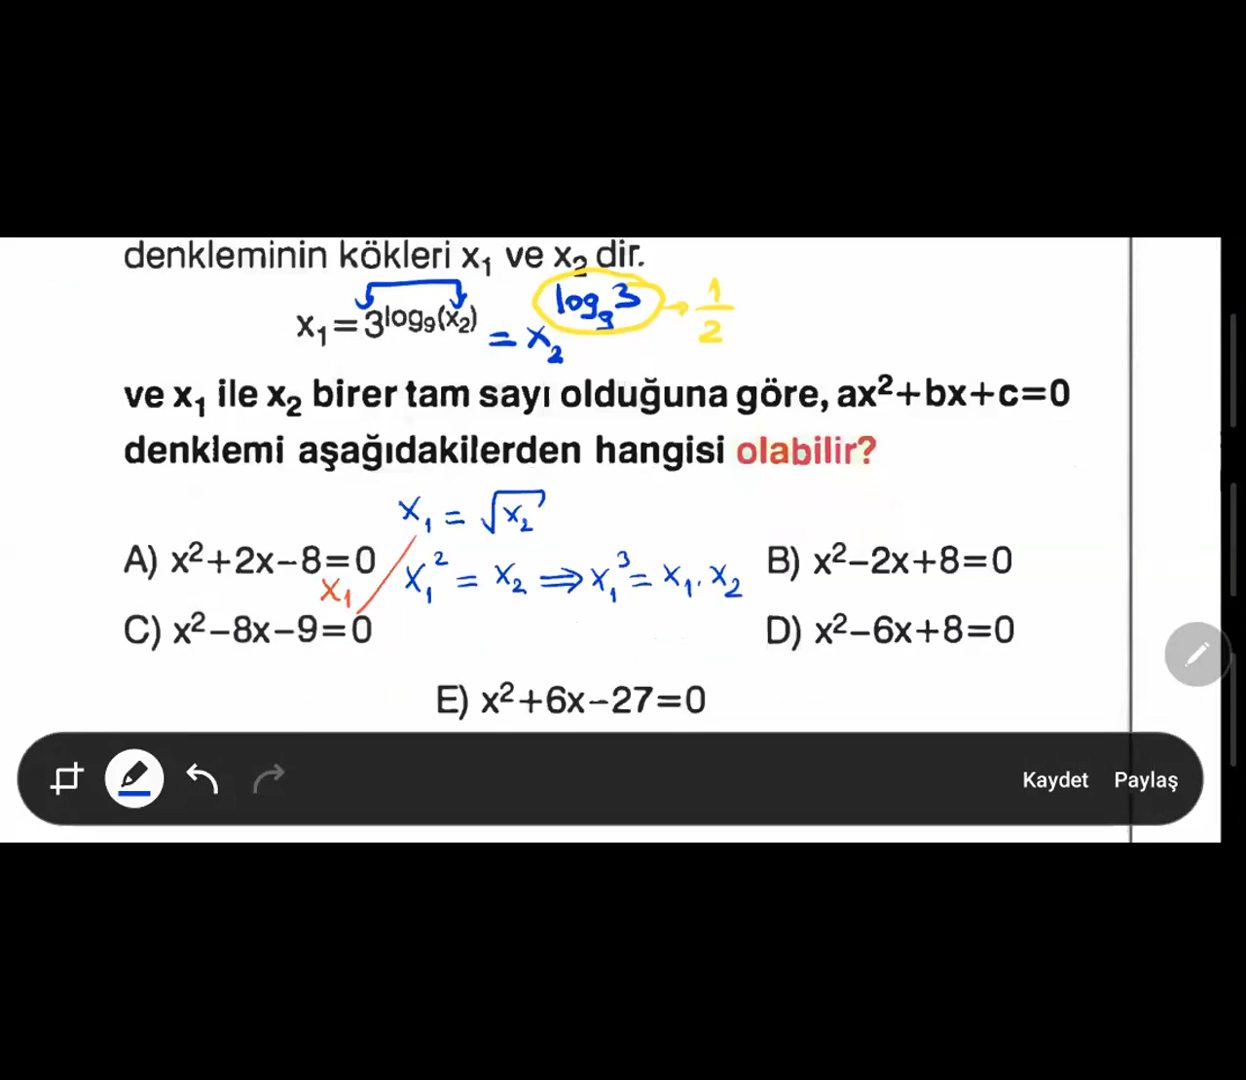 denkleminin kökleri x₁ ve x₂ dir.
x₁=3^log₉(x₂) = x₂^log₉3 → 1/2
ve x₁ ile x₂ birer tam sayı olduğuna göre, ax²+bx+c=0
denklemi aşağıdakilerden hangisi olabilir?
x₁ = √x₂
A) x²+2x−8=0
x₁ / x₁² = x₂ ⇒ x₁³ = x₁.x₂
B) x²−2x+8=0
C) x²−8x−9=0
D) x²−6x+8=0
E) x²+6x−27=0
Kaydet Paylaş